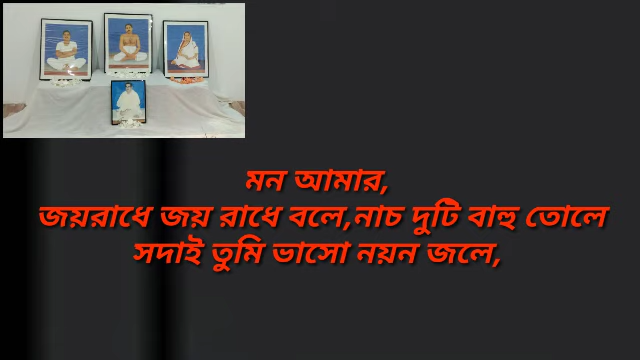 মন আমার,
জয়রাধে জয় রাধে বলে,নাচ দুটি বাহু তোলে
সদাই তুমি ভাসো নয়ন জলে,